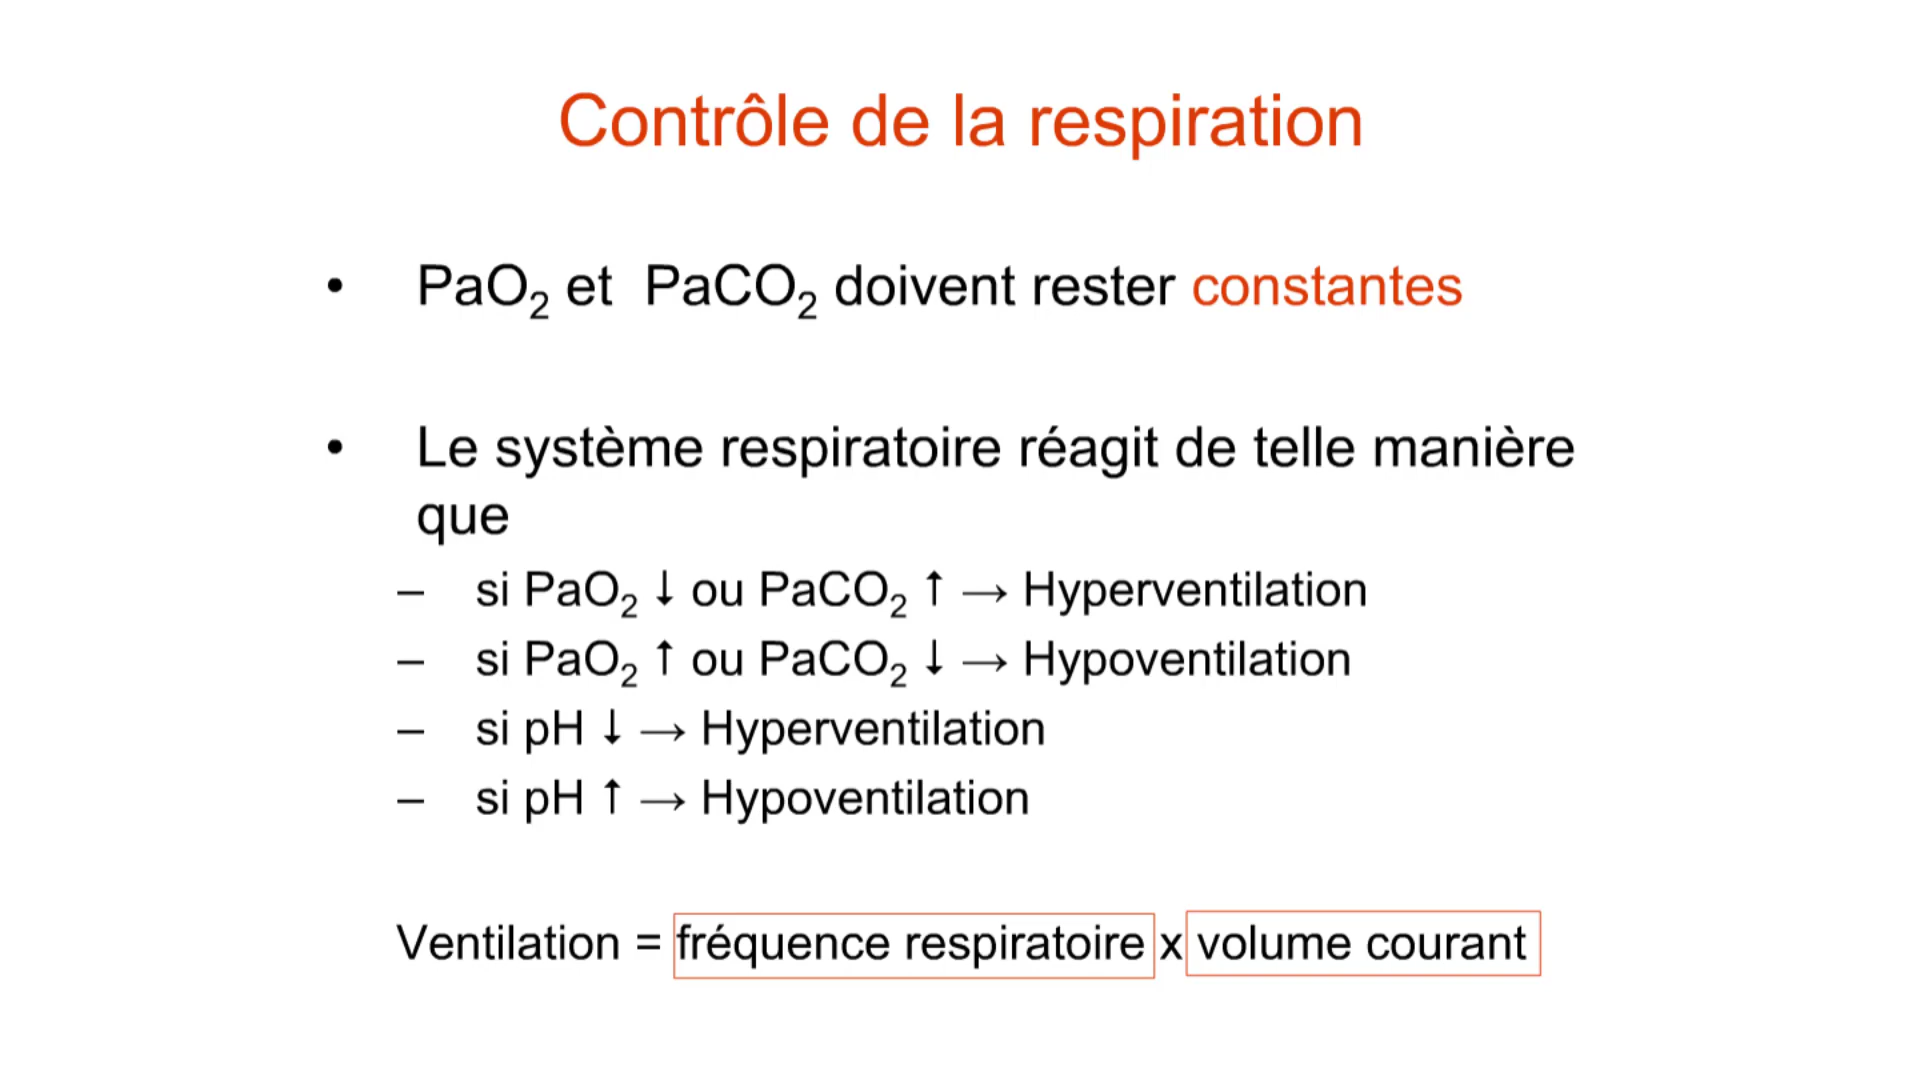 Contrôle de la respiration
• PaO₂ et PaCO₂ doivent rester constantes
• Le système respiratoire réagit de telle manière
que
– si PaO₂ ↓ ou PaCO₂ ↑ → Hyperventilation
– si PaO₂ ↑ ou PaCO₂ ↓ → Hypoventilation
– si pH ↓ → Hyperventilation
– si pH ↑ → Hypoventilation
Ventilation = fréquence respiratoire x volume courant